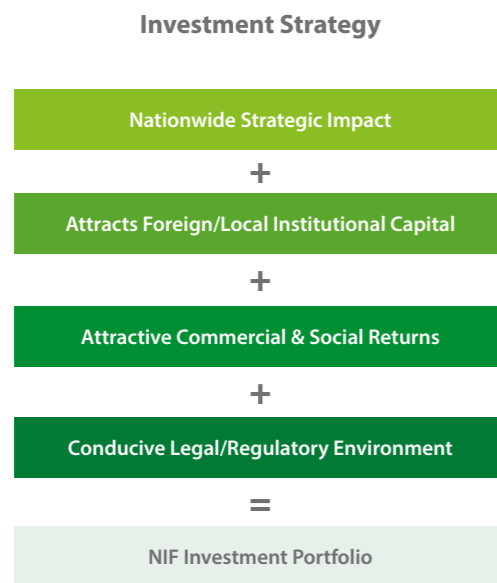 Investment Strategy
Nationwide Strategic Impact
+
Attracts Foreign/Local Institutional Capital
+
Attractive Commercial & Social Returns
+
Conducive Legal/Regulatory Environment
=
NIF Investment Portfolio